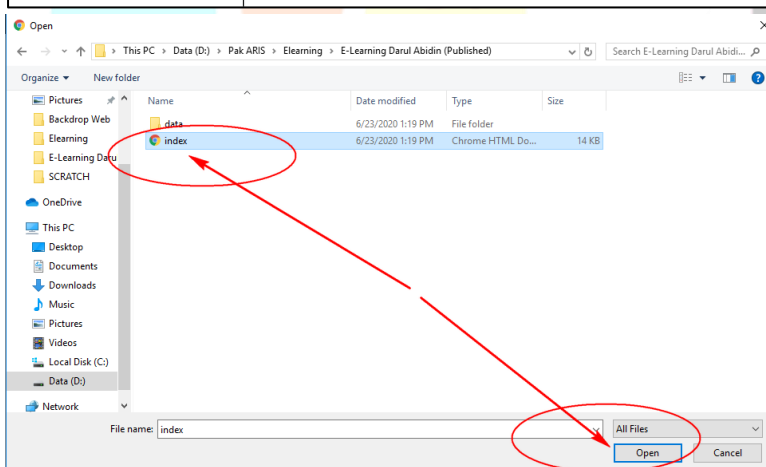 Open
This PC > Data (D:) > Pak ARIS > Elearning > E-Learning Darul Abidin (Published)
Search E-Learning Darul Abidi...
Organize
New folder
Pictures
Backdrop Web
Elearning
E-Learning Daru
SCRATCH
OneDrive
This PC
Desktop
Documents
Downloads
Music
Pictures
Videos
Local Disk (C:)
Data (D:)
Network
Name Date modified Type Size
data 6/23/2020 1:19 PM File folder
index 6/23/2020 1:19 PM Chrome HTML Do... 14 KB
File name: index
All Files
Open
Cancel